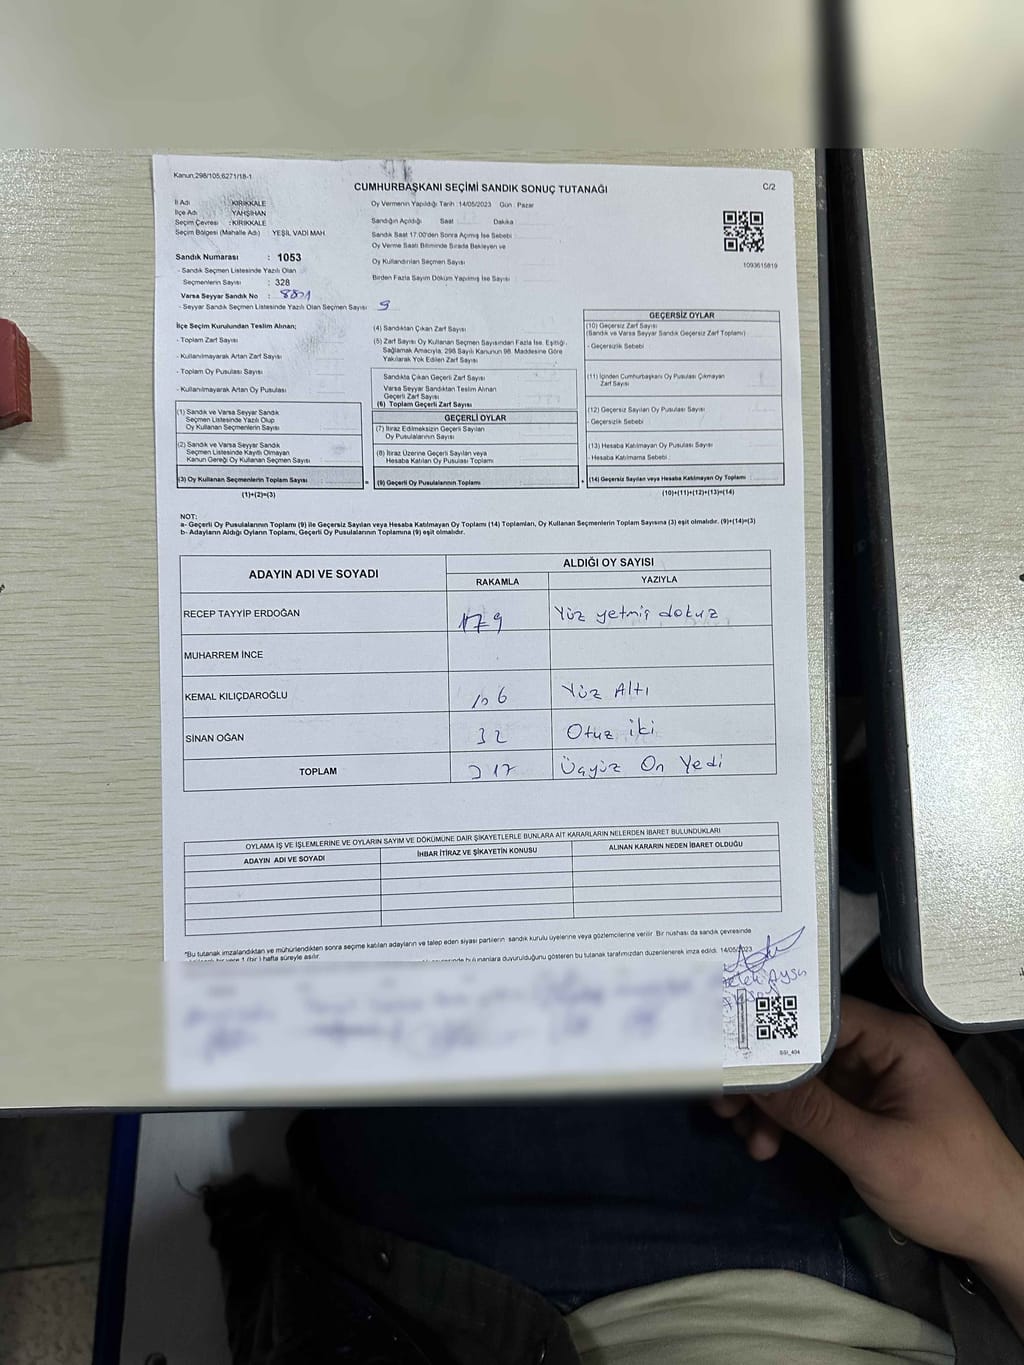 Kanun:298/105;6271/18-1
C/2
CUMHURBAŞKANI SEÇİMİ SANDIK SONUÇ TUTANAĞI
İl Adı : KIRIKKALE
İlçe Adı : YAHŞİHAN
Seçim Çevresi : KIRIKKALE
Seçim Bölgesi (Mahalle Adı) : YEŞİL VADİ MAH.
Sandık Numarası : 1053
- Sandık Seçmen Listesinde Yazılı Olan
Seçmenlerin Sayısı : 328
Varsa Seyyar Sandık No :
- Seyyar Sandık Seçmen Listesinde Yazılı Olan Seçmen Sayısı 9
Oy Vermenin Yapıldığı Tarih :14/05/2023 Gün : Pazar
Sandığın Açıldığı Saat Dakika
Sandık Saat 17:00'den Sonra Açımış İse Sebebi
Oy Verme Saati Bitiminde Sırada Bekleyen ve
Oy Kullandırılan Seçmen Sayısı
Birden Fazla Sayım Döküm Yapılmış İse Sayısı
1093615819
İlçe Seçim Kurulundan Teslim Alınan;
- Toplam Zarf Sayısı
- Kullanılmayarak Artan Zarf Sayısı
- Toplam Oy Pusulası Sayısı
- Kullanılmayarak Artan Oy Pusulası
(1) Sandık ve Varsa Seyyar Sandık
Seçmen Listesinde Yazılı Olup
Oy Kullanan Seçmenlerin Sayısı
(2) Sandık ve Varsa Seyyar Sandık
Seçmen Listesinde Kayıtlı Olmayan
Kanun Gereği Oy Kullanan Seçmen Sayısı
(3) Oy Kullanan Seçmenlerin Toplam Sayısı
(1)+(2)=(3)
(4) Sandıktan Çıkan Zarf Sayısı
(5) Zarf Sayısı Oy Kullanan Seçmen Sayısından Fazla İse, Eşitliği
Sağlamak Amacıyla, 298 Sayılı Kanunun 98. Maddesine Göre
Yakılarak Yok Edilen Zarf Sayısı
Sandıkta Çıkan Geçerli Zarf Sayısı
Varsa Seyyar Sandıktan Teslim Alınan
Geçerli Zarf Sayısı
(6) Toplam Geçerli Zarf Sayısı
GEÇERLİ OYLAR
(7) İtiraz Edilmeksizin Geçerli Sayılan
Oy Pusulalarının Sayısı
(8) İtiraz Üzerine Geçerli Sayılan veya
Hesaba Katılan Oy Pusulası Toplamı
(9) Geçerli Oy Pusulalarının Toplamı
GEÇERSİZ OYLAR
(10) Geçersiz Zarf Sayısı
(Sandık ve Varsa Seyyar Sandık Geçersiz Zarf Toplamı)
- Geçersizlik Sebebi :
(11) İçinden Cumhurbaşkanı Oy Pusulası Çıkmayan
Zarf Sayısı
(12) Geçersiz Sayılan Oy Pusulası Sayısı
- Geçersizlik Sebebi :
(13) Hesaba Katılmayan Oy Pusulası Sayısı
- Hesaba Katılmama Sebebi :
(14) Geçersiz Sayılan veya Hesaba Katılmayan Oy Toplamı
(10)+(11)+(12)+(13)=(14)
NOT:
a- Geçerli Oy Pusulalarının Toplamı (9) ile Geçersiz Sayılan veya Hesaba Katılmayan Oy Toplamı (14) Toplamları, Oy Kullanan Seçmenlerin Toplam Sayısına (3) eşit olmalıdır. (9)+(14)=(3)
b- Adayların Aldığı Oyların Toplamı, Geçerli Oy Pusulalarının Toplamına (9) eşit olmalıdır.
ADAYIN ADI VE SOYADI
ALDIĞI OY SAYISI
RAKAMLA YAZIYLA
RECEP TAYYİP ERDOĞAN 179 Yüz yetmiş dokuz
MUHARREM İNCE
KEMAL KILIÇDAROĞLU 106 Yüz Altı
SİNAN OĞAN 32 Otuz iki
TOPLAM 317 Üçyüz On Yedi
OYLAMA İŞ VE İŞLEMLERİNE VE OYLARIN SAYIM VE DÖKÜMÜNE DAİR ŞİKAYETLERLE BUNLARA AİT KARARLARIN NELERDEN İBARET BULUNDUKLARI
ADAYIN ADI VE SOYADI İHBAR İTİRAZ VE ŞİKAYETİN KONUSU ALINAN KARARIN NEDEN İBARET OLDUĞU
*Bu tutanak imzalandıktan ve mühürlendikten sonra seçime katılan adayların ve talep eden siyasi partilerin sandık kurulu üyelerine veya gözlemcilerine verilir. Bir nüshası da sandık çevresinde
1 (bir) hafta süreyle asılır.
bulunanlara duyurulduğunu gösteren bu tutanak tarafımızdan düzenlenerek imza edildi. 14/05/2023
SSI_404